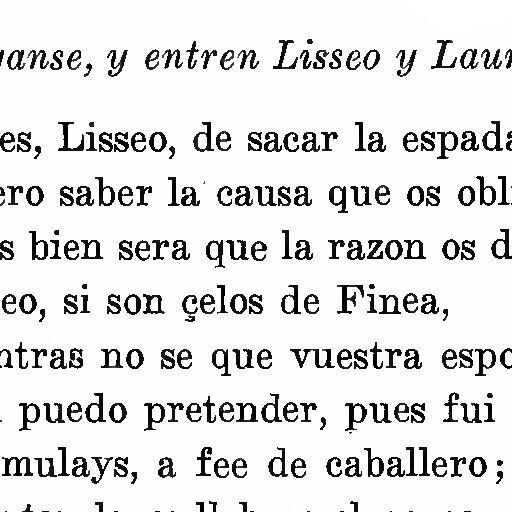 vanse, y entren Lisseo y Laur
es, Lisseo, de sacar la espada
ero saber la causa que os obli
s bien sera que la razon os d
eo, si son çelos de Finea,
ntras no se que vuestra espo
puedo pretender, pues fui
mulays, a fee de caballero;